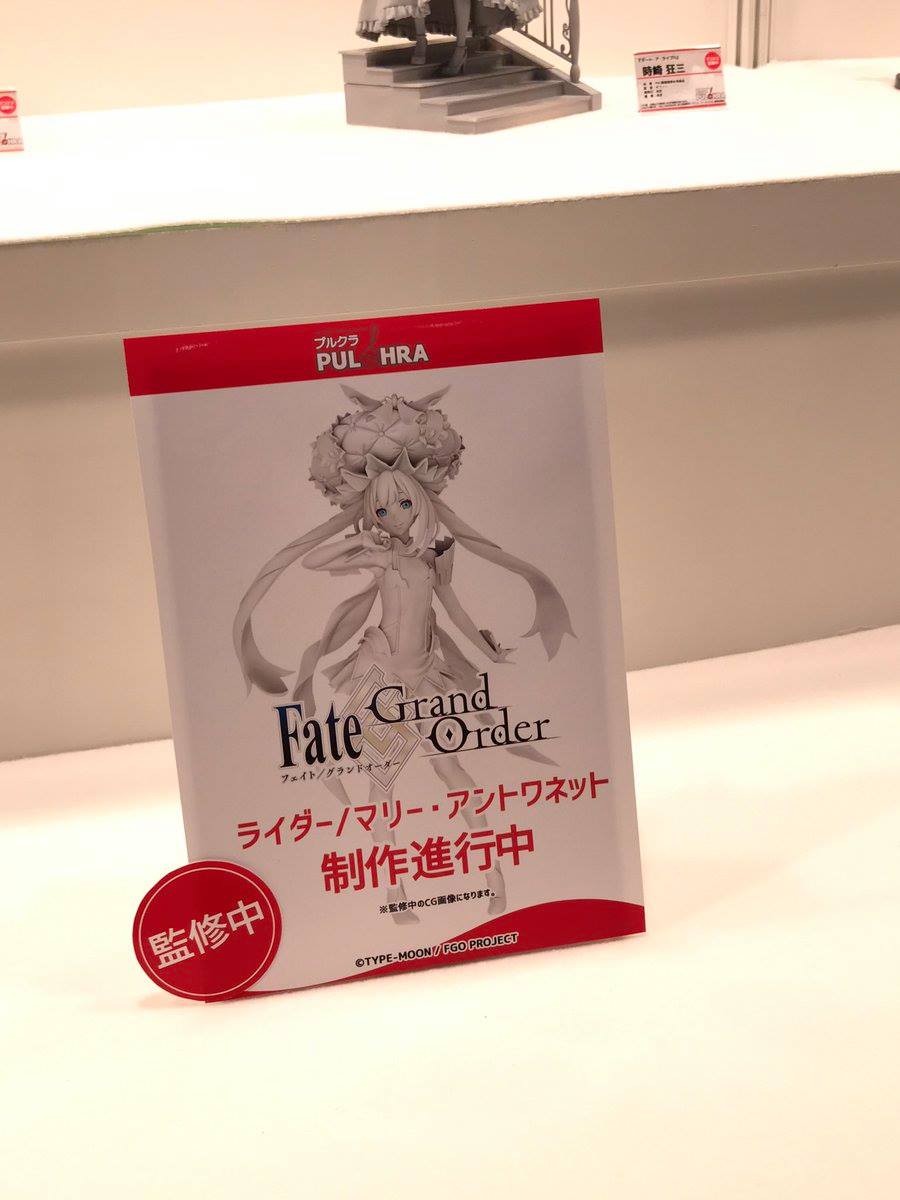 時崎 狂三
プルクラ
PUL HRA
Fate Grand Order
フェイト/グランドオーダー
ライダー/マリー・アントワネット
制作進行中
※監修中のCG画像になります。
監修中
©TYPE-MOON / FGO PROJECT